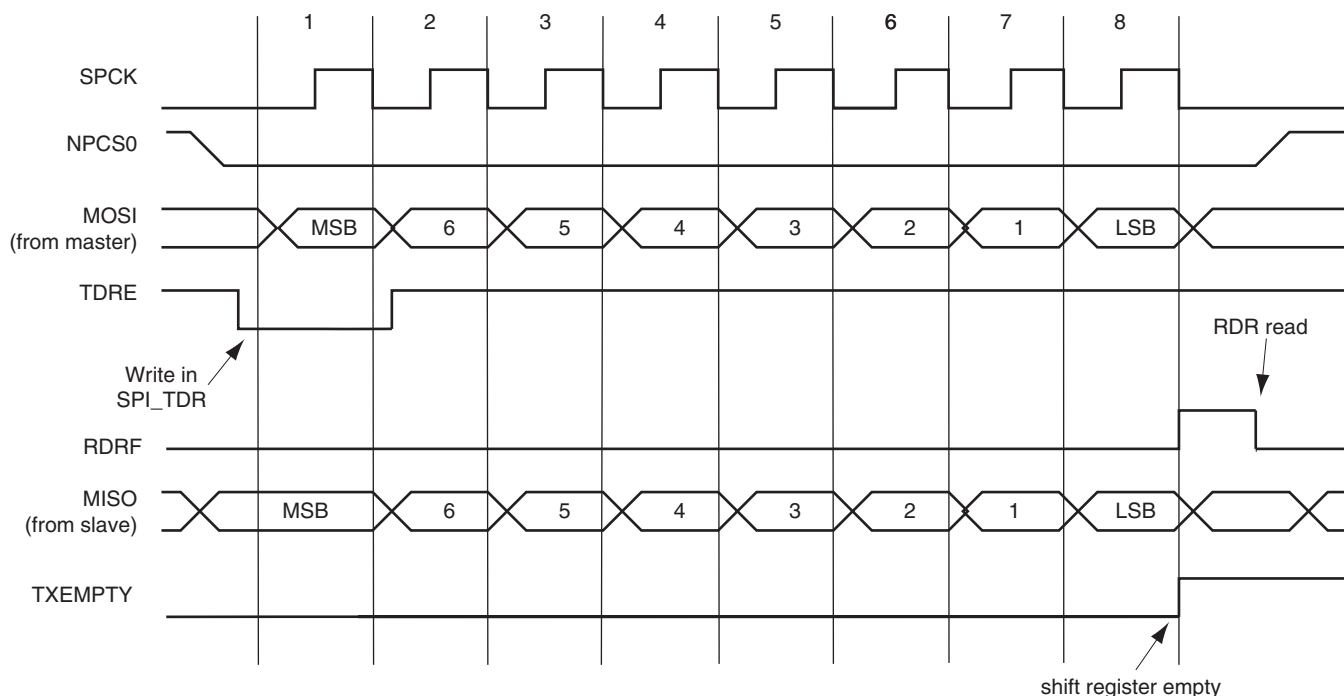 1 2 3 4 5 6 7 8
SPCK
NPCS0
MOSI
(from master)
MSB 6 5 4 3 2 1 LSB
TDRE
RDR read
Write in
SPI_TDR
RDRF
MISO
(from slave)
MSB 6 5 4 3 2 1 LSB
TXEMPTY
shift register empty